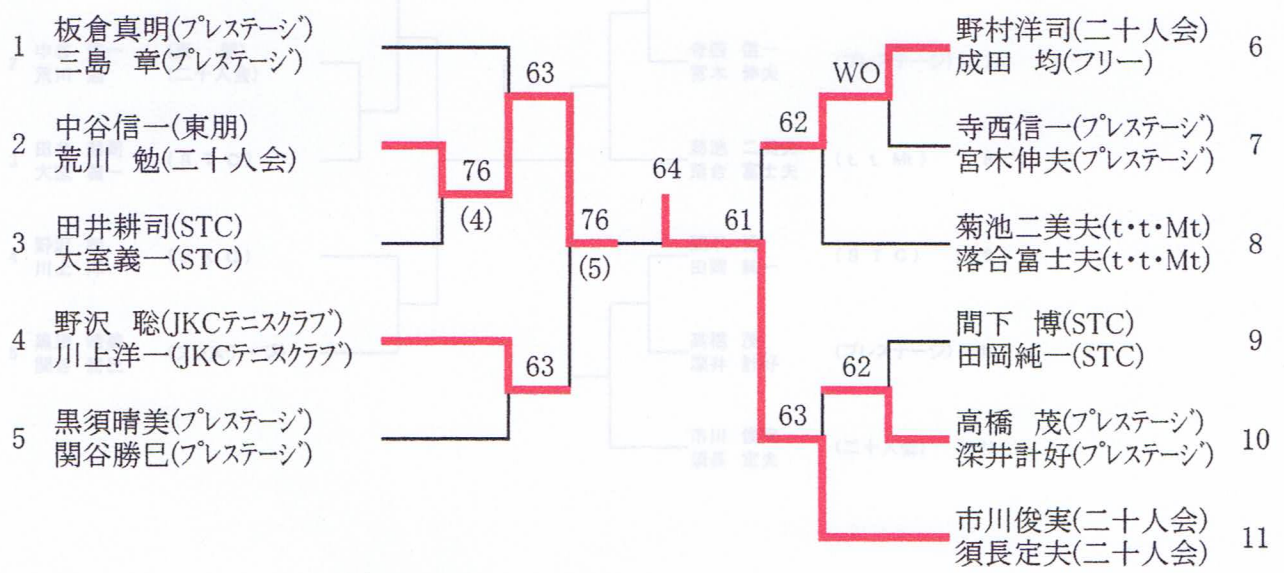 1
板倉真明(プレステージ)
三島 章(プレステージ)
2
中谷信一(東朋)
荒川 勉(二十人会)
3
田井耕司(STC)
大室義一(STC)
4
野沢 聡(JKCテニスクラブ)
川上洋一(JKCテニスクラブ)
5
黒須晴美(プレステージ)
関谷勝巳(プレステージ)
63
76
(4)
76
(5)
63
64
61
WO
62
62
63
野村洋司(二十人会)
成田 均(フリー)
6
寺西信一(プレステージ)
宮木伸夫(プレステージ)
7
菊池二美夫(t・t・Mt)
落合富士夫(t・t・Mt)
8
間下 博(STC)
田岡純一(STC)
9
高橋 茂(プレステージ)
深井計好(プレステージ)
10
市川俊実(二十人会)
須長定夫(二十人会)
11